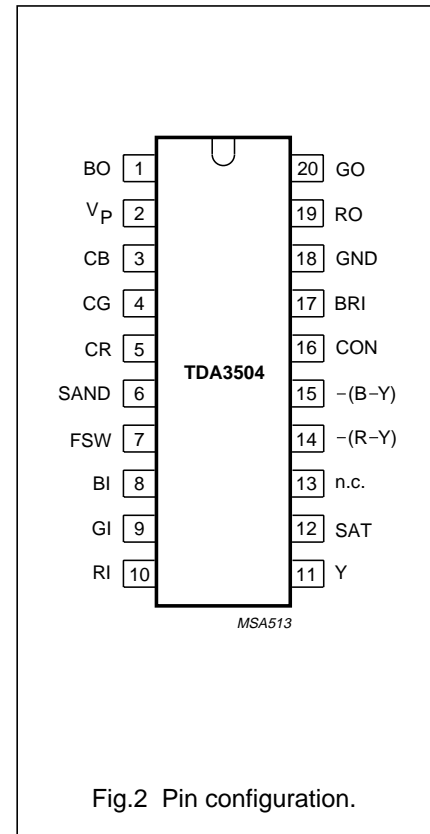 BO 1 20 GO
VP 2 19 RO
CB 3 18 GND
CG 4 17 BRI
CR 5 16 CON
TDA3504
SAND 6 15 −(B−Y)
FSW 7 14 −(R−Y)
BI 8 13 n.c.
GI 9 12 SAT
RI 10 11 Y
MSA513
Fig.2 Pin configuration.